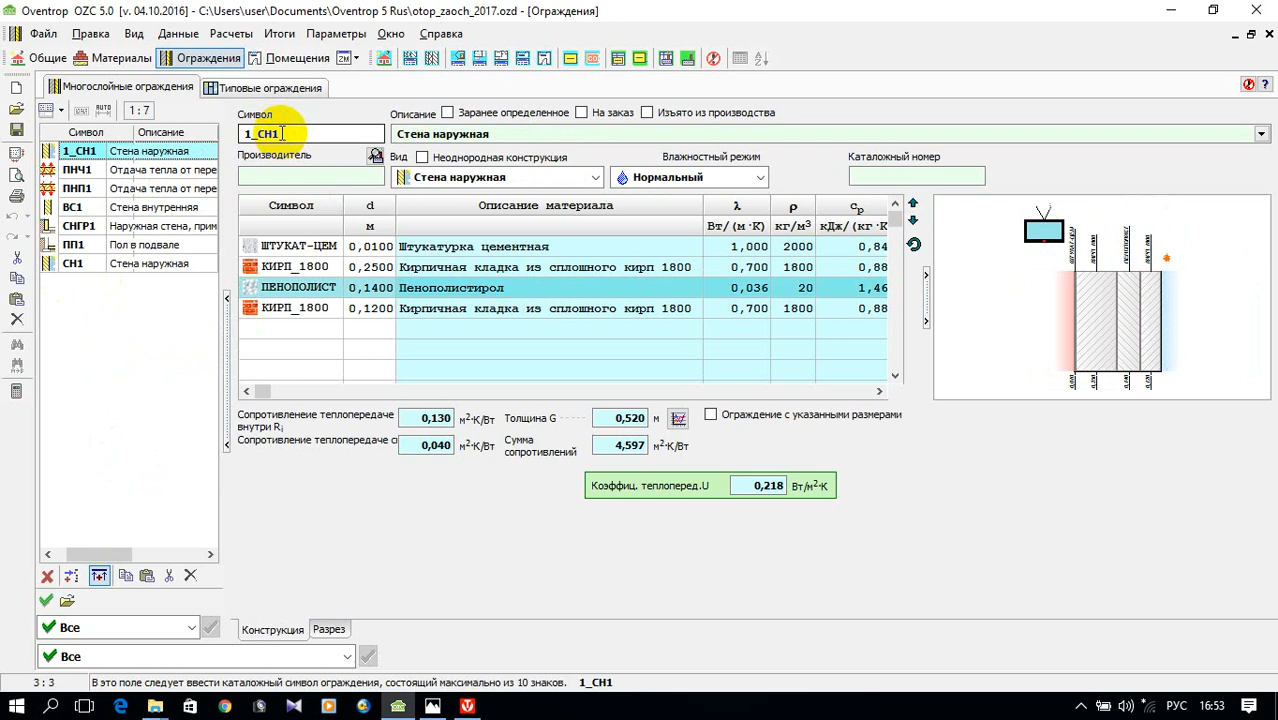 Oventrop OZC 5.0 [v. 04.10.2016] - C:\Users\user\Documents\Oventrop 5 Rus\otop_zaoch_2017.ozd - [Ограждения]
Файл Правка Вид Данные Расчеты Итоги Параметры Окно Справка
Общие Материалы Ограждения Помещения 2M
Многослойные ограждения Типовые ограждения
AUTO 1:7
Символ Описание
1_СН1 Стена наружная
ПНЧ1 Отдача тепла от пере
ПНП1 Отдача тепла от пере
ВС1 Стена внутренняя
СНГР1 Наружная стена, прим
ПП1 Пол в подвале
СН1 Стена наружная
Символ Описание Заранее определенное На заказ Изъято из производства
1_СН1 Стена наружная
Производитель Вид Неоднородная конструкция Влажностный режим Каталожный номер
Стена наружная Нормальный
Символ d Описание материала λ ρ cp
м Вт/(м·К) кг/м3 кДж/(кг·К
ШТУКАТ-ЦЕМ 0,0100 Штукатурка цементная 1,000 2000 0,84
КИРП_1800 0,2500 Кирпичная кладка из сплошного кирп 1800 0,700 1800 0,88
ПЕНОПОЛИСТ 0,1400 Пенополистирол 0,036 20 1,46
КИРП_1800 0,1200 Кирпичная кладка из сплошного кирп 1800 0,700 1800 0,88
Сопротивленеие теплопередаче внутри Ri 0,130 м2·К/Вт Толщина G 0,520 м Ограждение с указанными размерами
Сопротивление теплопередаче с 0,040 м2·К/Вт Сумма сопротивлений 4,597 м2·К/Вт
Коэффиц. теплоперед.U 0,218 Вт/м2·К
Все
Конструкция Разрез
Все
3 : 3 В это поле следует ввести каталожный символ ограждения, состоящий максимально из 10 знаков. 1_СН1
РУС 16:53